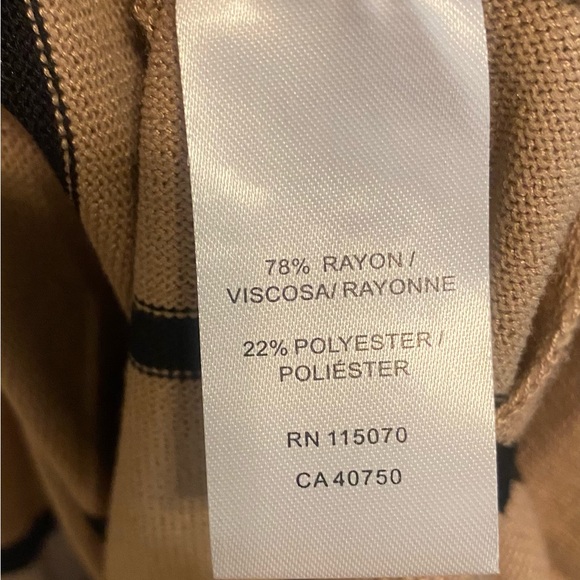 78% RAYON /
VISCOSA/ RAYONNE
22% POLYESTER /
POLIÉSTER
RN 115070
CA 40750